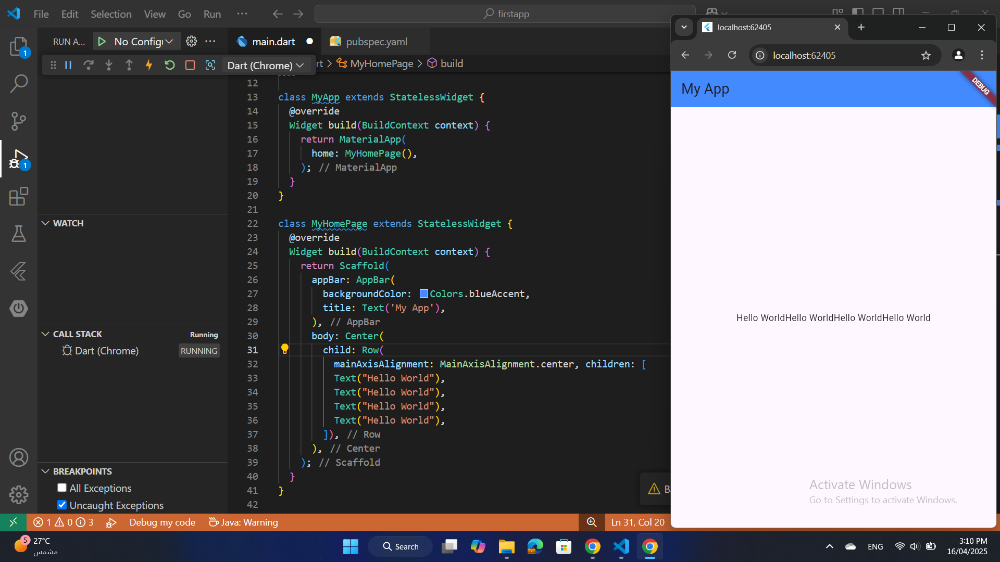 File Edit Selection View Go Run ··· firstapp
RUN A... No Config
main.dart pubspec.yaml
Dart (Chrome) rt > MyHomePage > build
12
13 class MyApp extends StatelessWidget {
14 @override
15 Widget build(BuildContext context) {
16 return MaterialApp(
17 home: MyHomePage(),
18 ); // MaterialApp
19 }
20 }
21
22 class MyHomePage extends StatelessWidget {
23 @override
24 Widget build(BuildContext context) {
25 return Scaffold(
26 appBar: AppBar(
27 backgroundColor: Colors.blueAccent,
28 title: Text('My App'),
29 ), // AppBar
30 body: Center(
31 child: Row(
32 mainAxisAlignment: MainAxisAlignment.center, children: [
33 Text("Hello World"),
34 Text("Hello World"),
35 Text("Hello World"),
36 Text("Hello World"),
37 ]), // Row
38 ), // Center
39 ); // Scaffold
40 }
41 }
42
1
1
WATCH
CALL STACK Running
Dart (Chrome) RUNNING
BREAKPOINTS
All Exceptions
Uncaught Exceptions
B
1 0 3 Debug my code Java: Warning Ln 31, Col 20
localhost:62405
localhost:62405
My App
DEBUG
Hello WorldHello WorldHello WorldHello World
Activate Windows
Go to Settings to activate Windows.
5 27°C
مشمس
Search
ENG
3:10 PM
16/04/2025